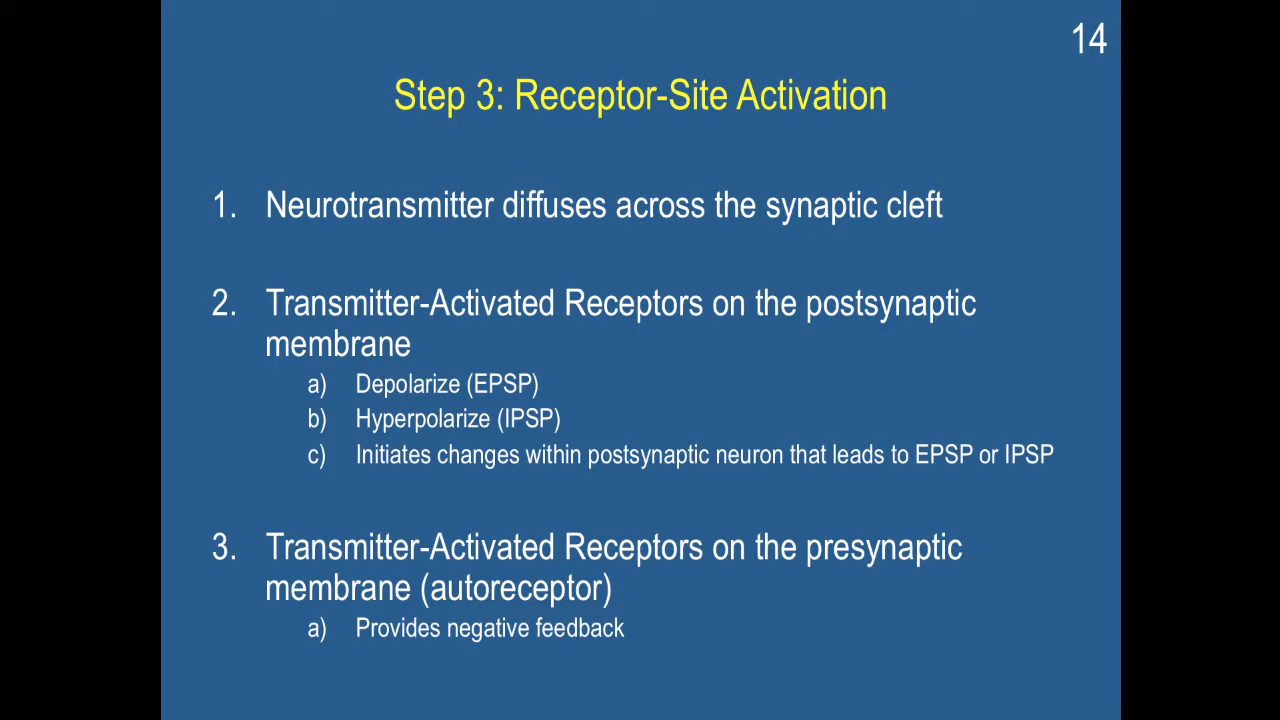 14
Step 3: Receptor-Site Activation
1. Neurotransmitter diffuses across the synaptic cleft
2. Transmitter-Activated Receptors on the postsynaptic
membrane
a) Depolarize (EPSP)
b) Hyperpolarize (IPSP)
c) Initiates changes within postsynaptic neuron that leads to EPSP or IPSP
3. Transmitter-Activated Receptors on the presynaptic
membrane (autoreceptor)
a) Provides negative feedback